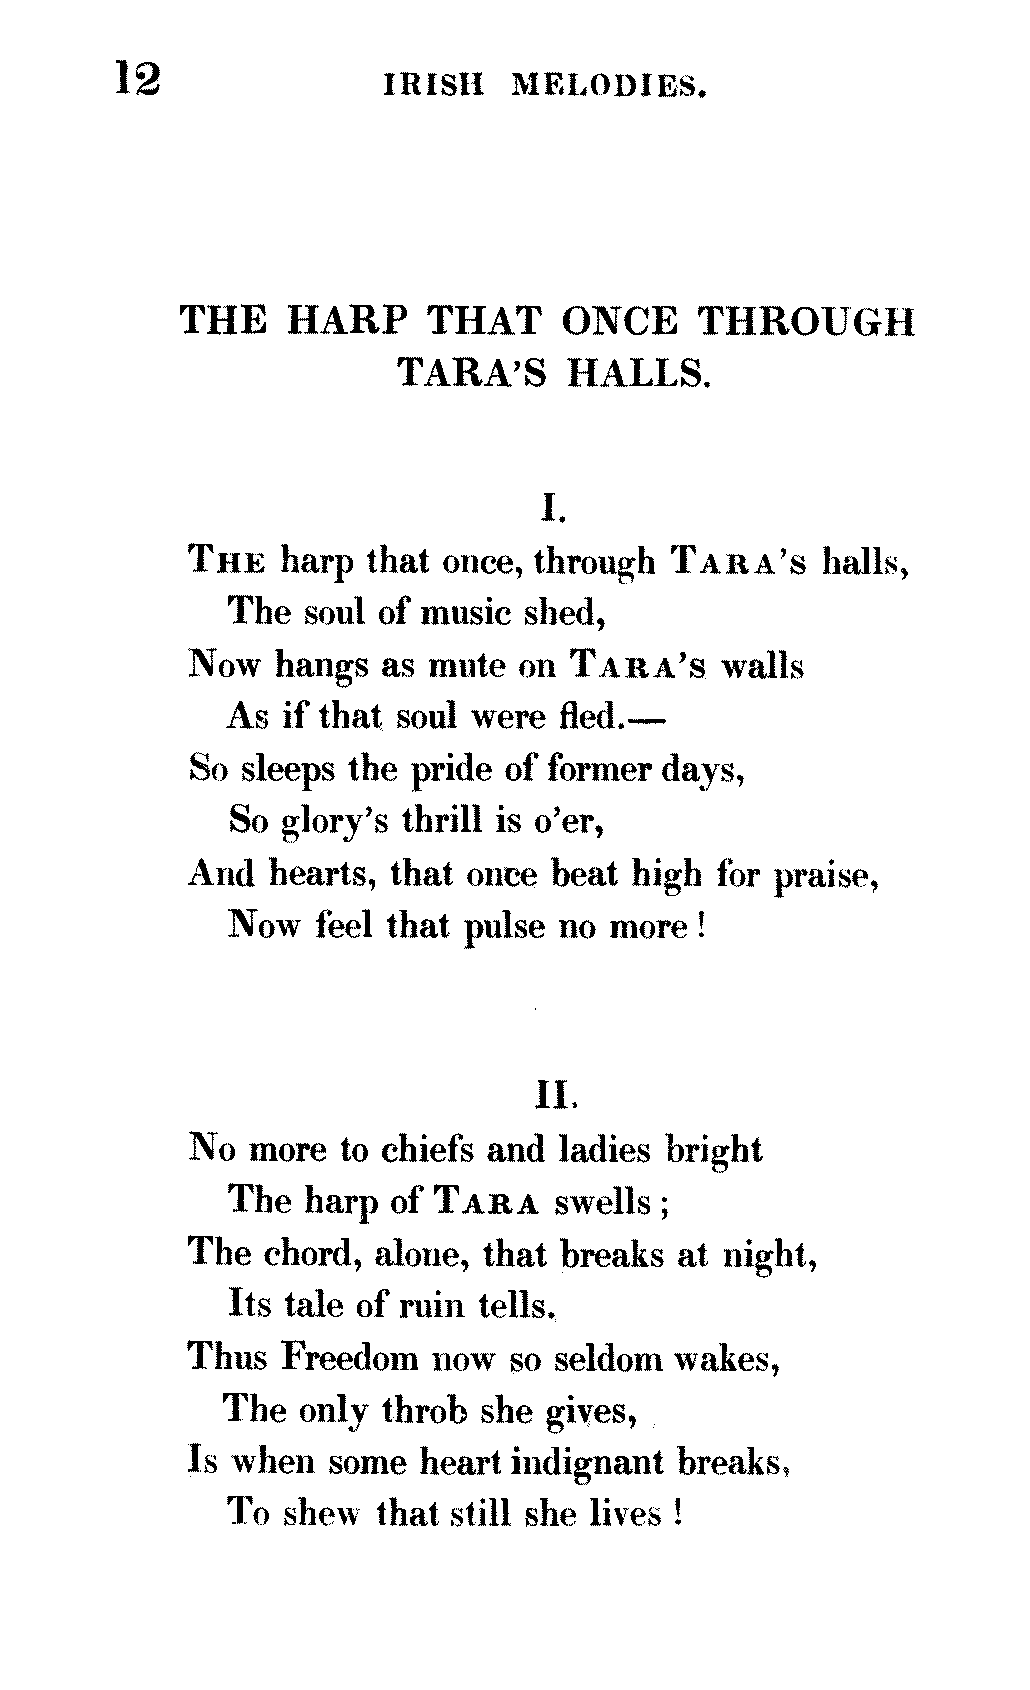 12 IRISH MELODIES.
THE HARP THAT ONCE THROUGH
TARA'S HALLS.
I.
THE harp that once, through TARA'S halls,
The soul of music shed,
Now hangs as mute on TARA'S walls
As if that soul were fled.—
So sleeps the pride of former days,
So glory's thrill is o'er,
And hearts, that once beat high for praise,
Now feel that pulse no more !
II.
No more to chiefs and ladies bright
The harp of TARA swells ;
The chord, alone, that breaks at night,
Its tale of ruin tells.
Thus Freedom now so seldom wakes,
The only throb she gives,
Is when some heart indignant breaks,
To shew that still she lives !